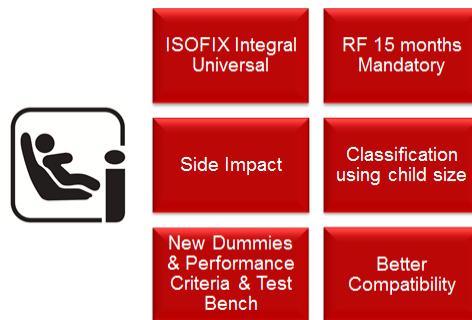 ISOFIX Integral
Universal
RF 15 months
Mandatory
Side Impact
Classification
using child size
New Dummies
& Performance
Criteria & Test
Bench
Better
Compatibility